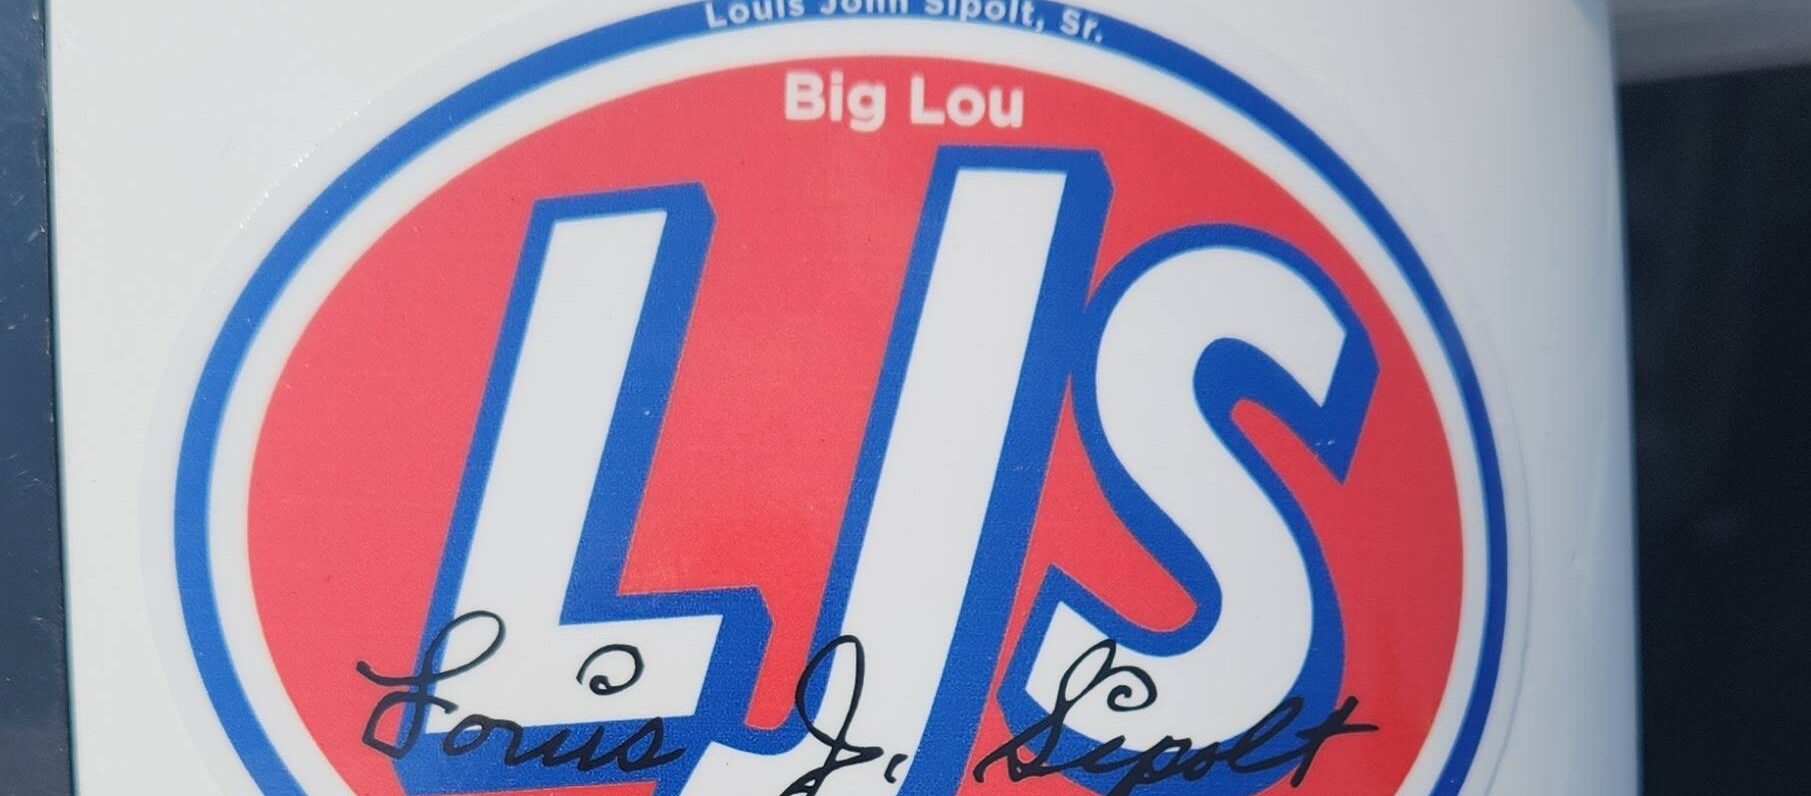 Louis John Sipolt, Sr.
Big Lou
LJS
Louis J. Sipolt